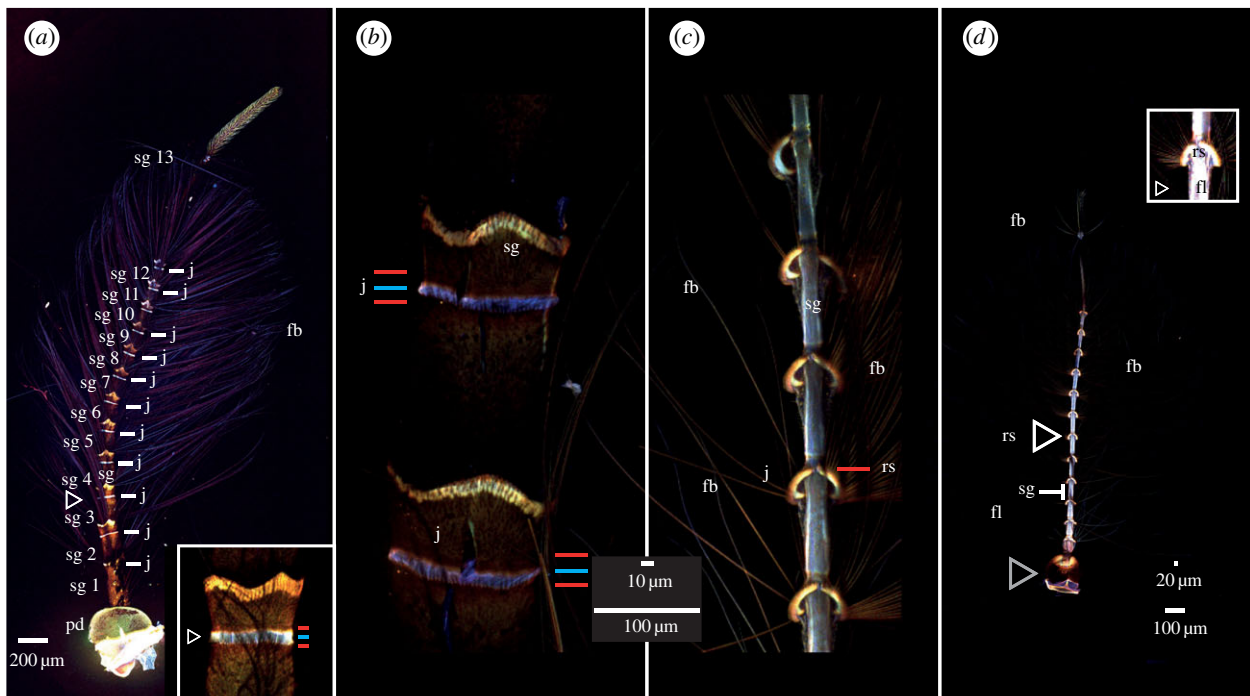 (a)
sg 13
sg 12
j
sg 11
j
sg 10
sg 9
j
fb
sg 8
j
sg 7
j
sg 6
j
sg 5
j
sg 4
sg
j
j
sg 3
j
sg 2
j
sg 1
pd
200 µm
(b)
sg
j
j
10 µm
100 µm
(c)
fb
sg
fb
j
rs
fb
(d)
rs
fl
fb
fb
rs
sg
fl
20 µm
100 µm